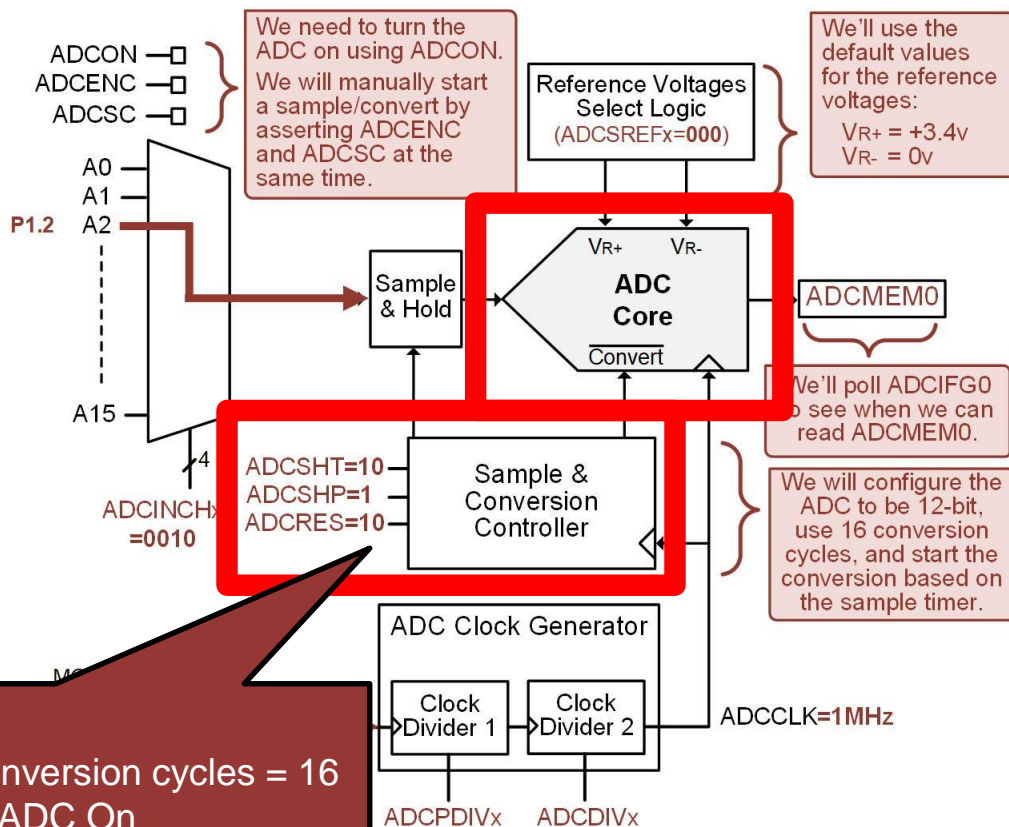 ADCON
ADCENC
ADCSC
We need to turn the
ADC on using ADCON.
We will manually start
a sample/convert by
asserting ADCENC
and ADCSC at the
same time.
Reference Voltages
Select Logic
(ADCSREFx=000)
We'll use the
default values
for the reference
voltages:
VR+ = +3.4v
VR- = 0v
A0
A1
P1.2 A2
A15
4
ADCINCHx
=0010
Sample
& Hold
VR+ VR-
ADC
Core
Convert
ADCMEM0
We'll poll ADCIFG0
to see when we can
read ADCMEM0.
ADCSHT=10
ADCSHP=1
ADCRES=10
Sample &
Conversion
Controller
We will configure the
ADC to be 12-bit,
use 16 conversion
cycles, and start the
conversion based on
the sample timer.
ADC Clock Generator
Clock
Divider 1
Clock
Divider 2
ADCCLK=1MHz
ADCPDIVx
ADCDIVx
nversion cycles = 16
ADC On